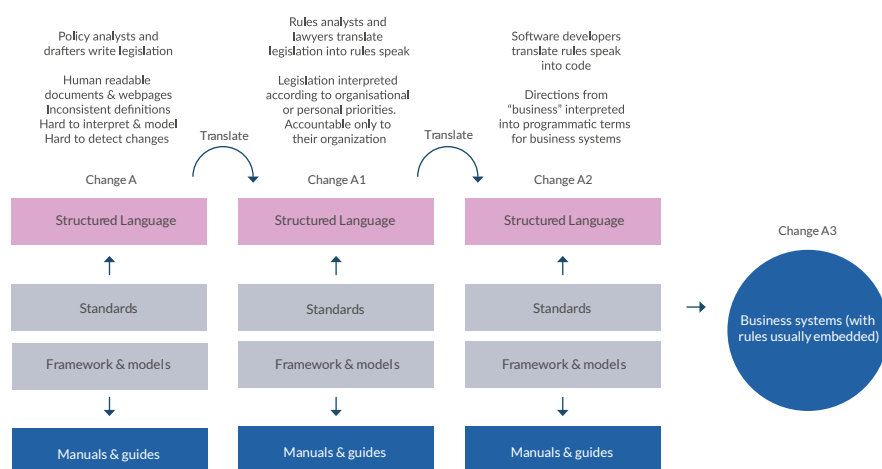 Policy analysts and
drafters write legislation
Human readable
documents & webpages
Inconsistent definitions
Hard to interpret & model
Hard to detect changes
Translate
Rules analysts and
lawyers translate
legislation into rules speak
Legislation interpreted
according to organisational
or personal priorities.
Accountable only to
their organization
Translate
Software developers
translate rules speak
into code
Directions from
“business” interpreted
into programmatic terms
for business systems
Change A
Structured Language
Standards
Framework & models
Manuals & guides
Change A1
Structured Language
Standards
Framework & models
Manuals & guides
Change A2
Structured Language
Standards
Framework & models
Manuals & guides
Change A3
Business systems (with
rules usually embedded)